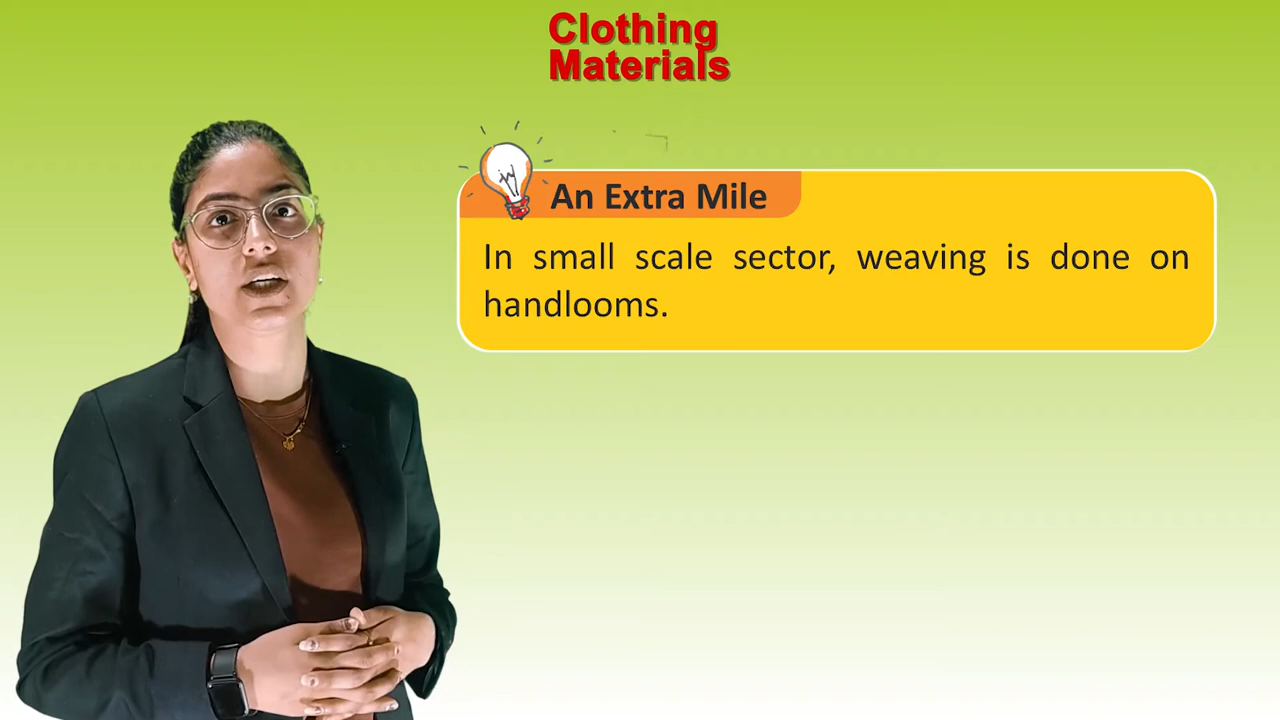 Clothing
Materials
An Extra Mile
In small scale sector, weaving is done on
handlooms.